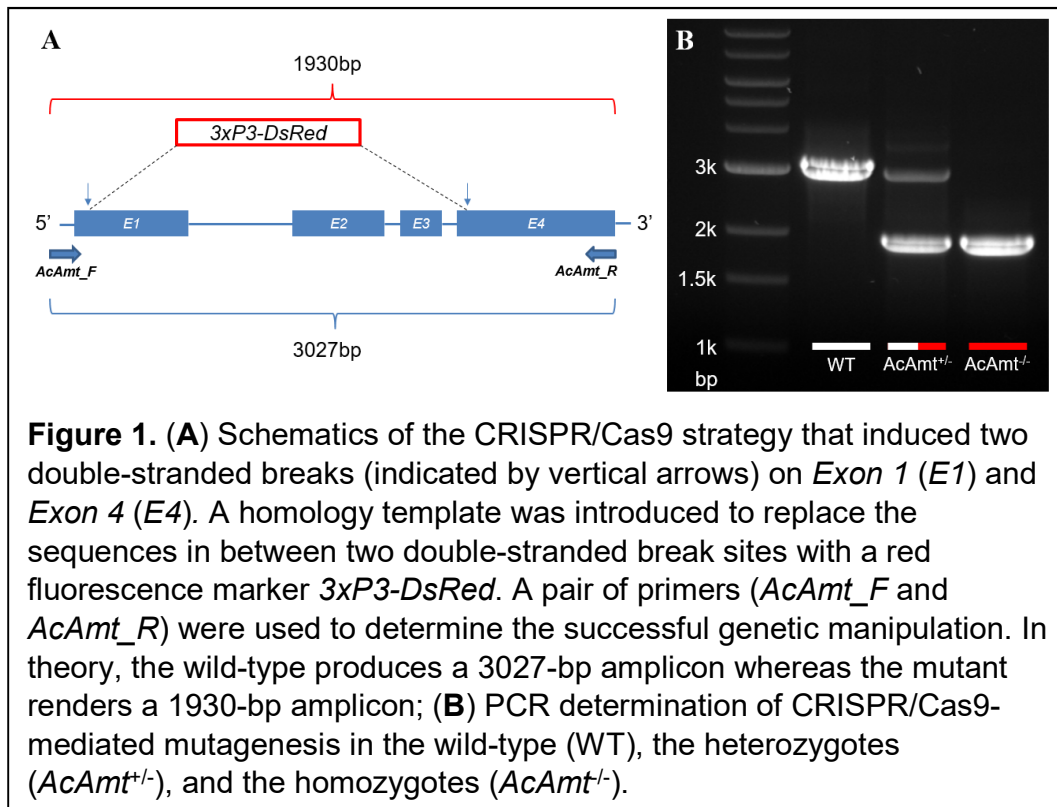 A
1930bp
3xP3-DsRed
5’ E1 E2 E3 E4 3’
AcAmt_F AcAmt_R
3027bp
B
3k
2k
1.5k
1k
bp
WT AcAmt+/- AcAmt-/-
Figure 1. (A) Schematics of the CRISPR/Cas9 strategy that induced two
double-stranded breaks (indicated by vertical arrows) on Exon 1 (E1) and
Exon 4 (E4). A homology template was introduced to replace the
sequences in between two double-stranded break sites with a red
fluorescence marker 3xP3-DsRed. A pair of primers (AcAmt_F and
AcAmt_R) were used to determine the successful genetic manipulation. In
theory, the wild-type produces a 3027-bp amplicon whereas the mutant
renders a 1930-bp amplicon; (B) PCR determination of CRISPR/Cas9-
mediated mutagenesis in the wild-type (WT), the heterozygotes
(AcAmt+/-), and the homozygotes (AcAmt-/-).